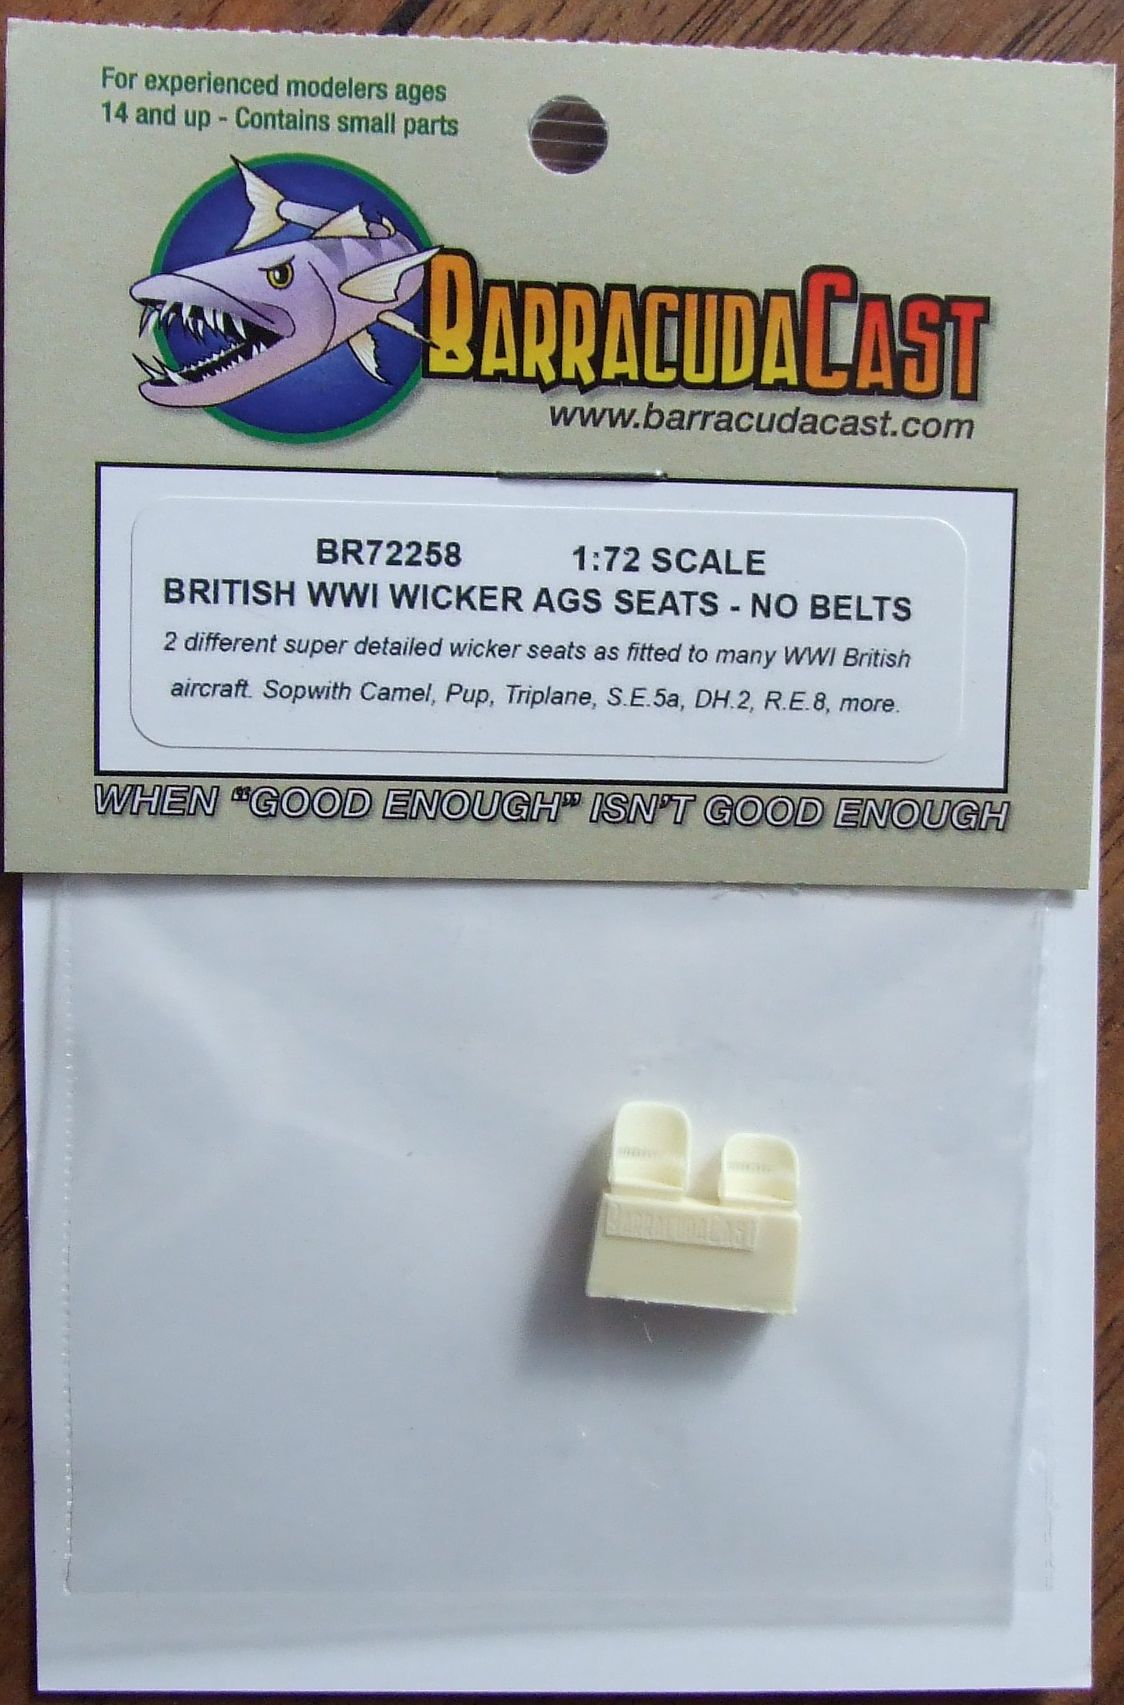 For experienced modelers ages
14 and up - Contains small parts
BARRACUDACAST
www.barracudacast.com
BR72258 1:72 SCALE
BRITISH WWI WICKER AGS SEATS - NO BELTS
2 different super detailed wicker seats as fitted to many WWI British
aircraft. Sopwith Camel, Pup, Triplane, S.E.5a, DH.2, R.E.8, more.
WHEN "GOOD ENOUGH" ISN'T GOOD ENOUGH
BARRACUDACAST